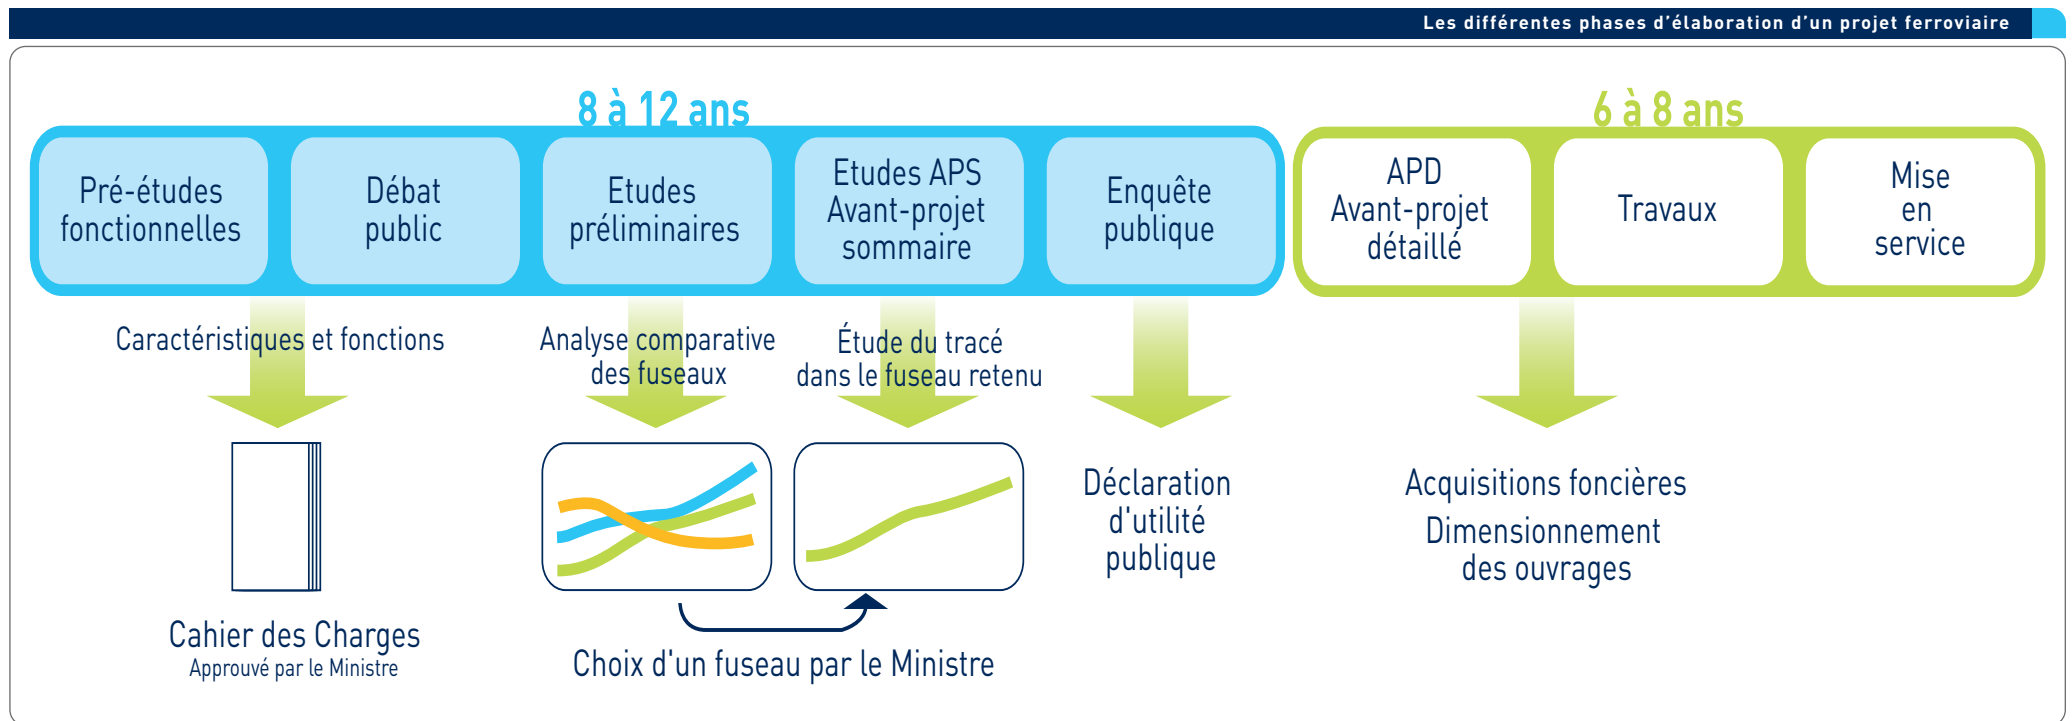 Les différentes phases d'élaboration d'un projet ferroviaire
8 à 12 ans
6 à 8 ans
Pré-études
fonctionnelles
Débat
public
Etudes
préliminaires
Etudes APS
Avant-projet
sommaire
Enquête
publique
APD
Avant-projet
détaillé
Travaux
Mise
en
service
Caractéristiques et fonctions
Analyse comparative
des fuseaux
Étude du tracé
dans le fuseau retenu
Déclaration
d'utilité
publique
Acquisitions foncières
Dimensionnement
des ouvrages
Cahier des Charges
Approuvé par le Ministre
Choix d'un fuseau par le Ministre